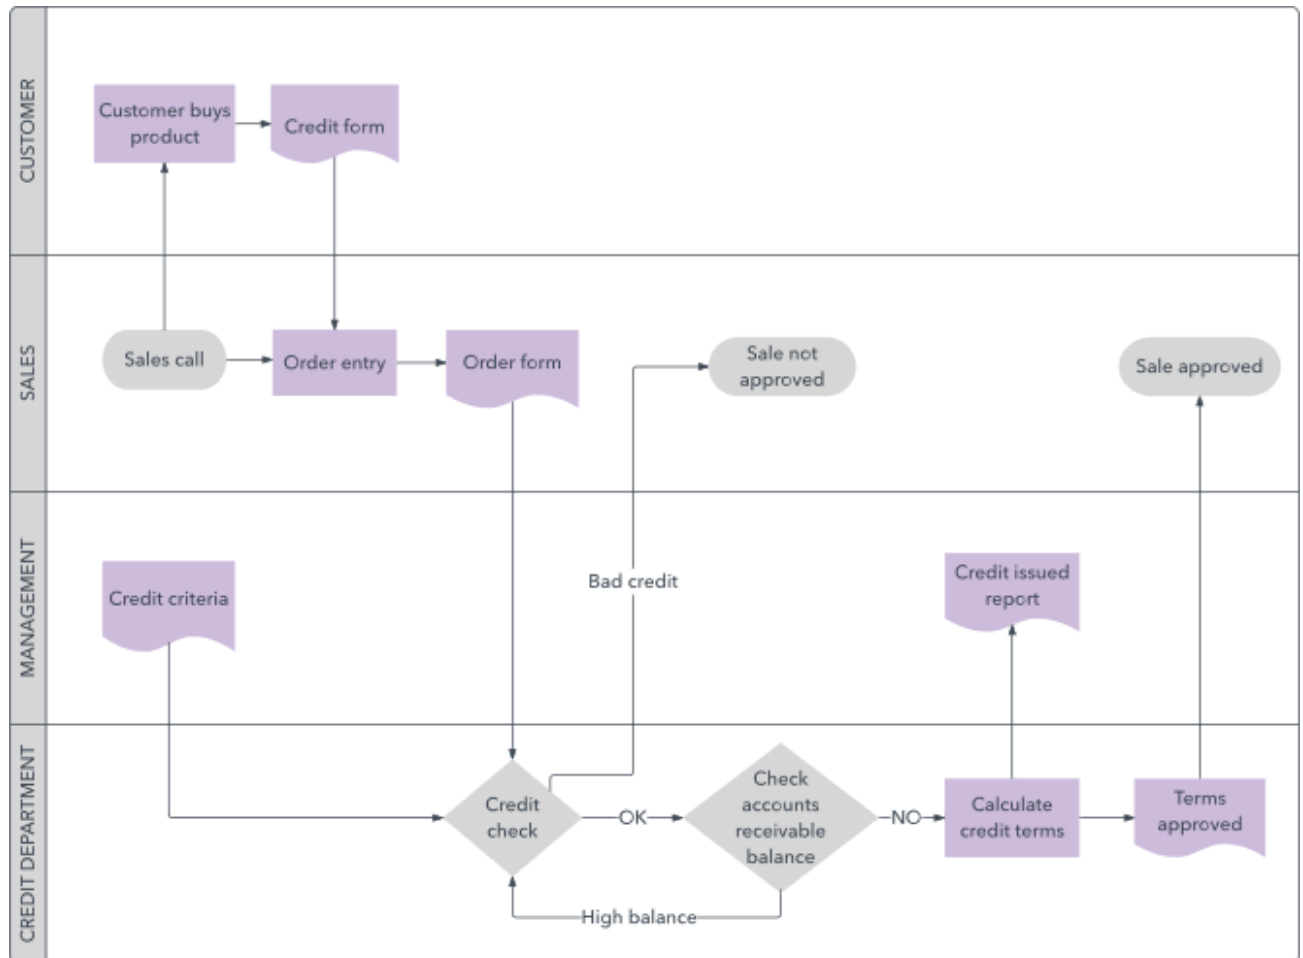 CUSTOMER
Customer buys
product
Credit form
SALES
Sales call
Order entry
Order form
Sale not
approved
Sale approved
MANAGEMENT
Credit criteria
Bad credit
Credit issued
report
CREDIT DEPARTMENT
Credit
check
OK
Check
accounts
receivable
balance
NO
Calculate
credit terms
Terms
approved
High balance